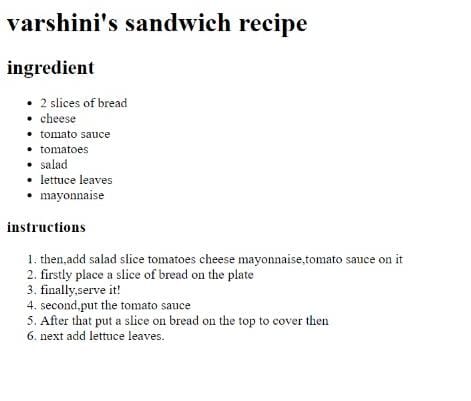 varshini's sandwich recipe
ingredient
• 2 slices of bread
• cheese
• tomato sauce
• tomatoes
• salad
• lettuce leaves
• mayonnaise
instructions
1. then,add salad slice tomatoes cheese mayonnaise,tomato sauce on it
2. firstly place a slice of bread on the plate
3. finally,serve it!
4. second,put the tomato sauce
5. After that put a slice on bread on the top to cover then
6. next add lettuce leaves.